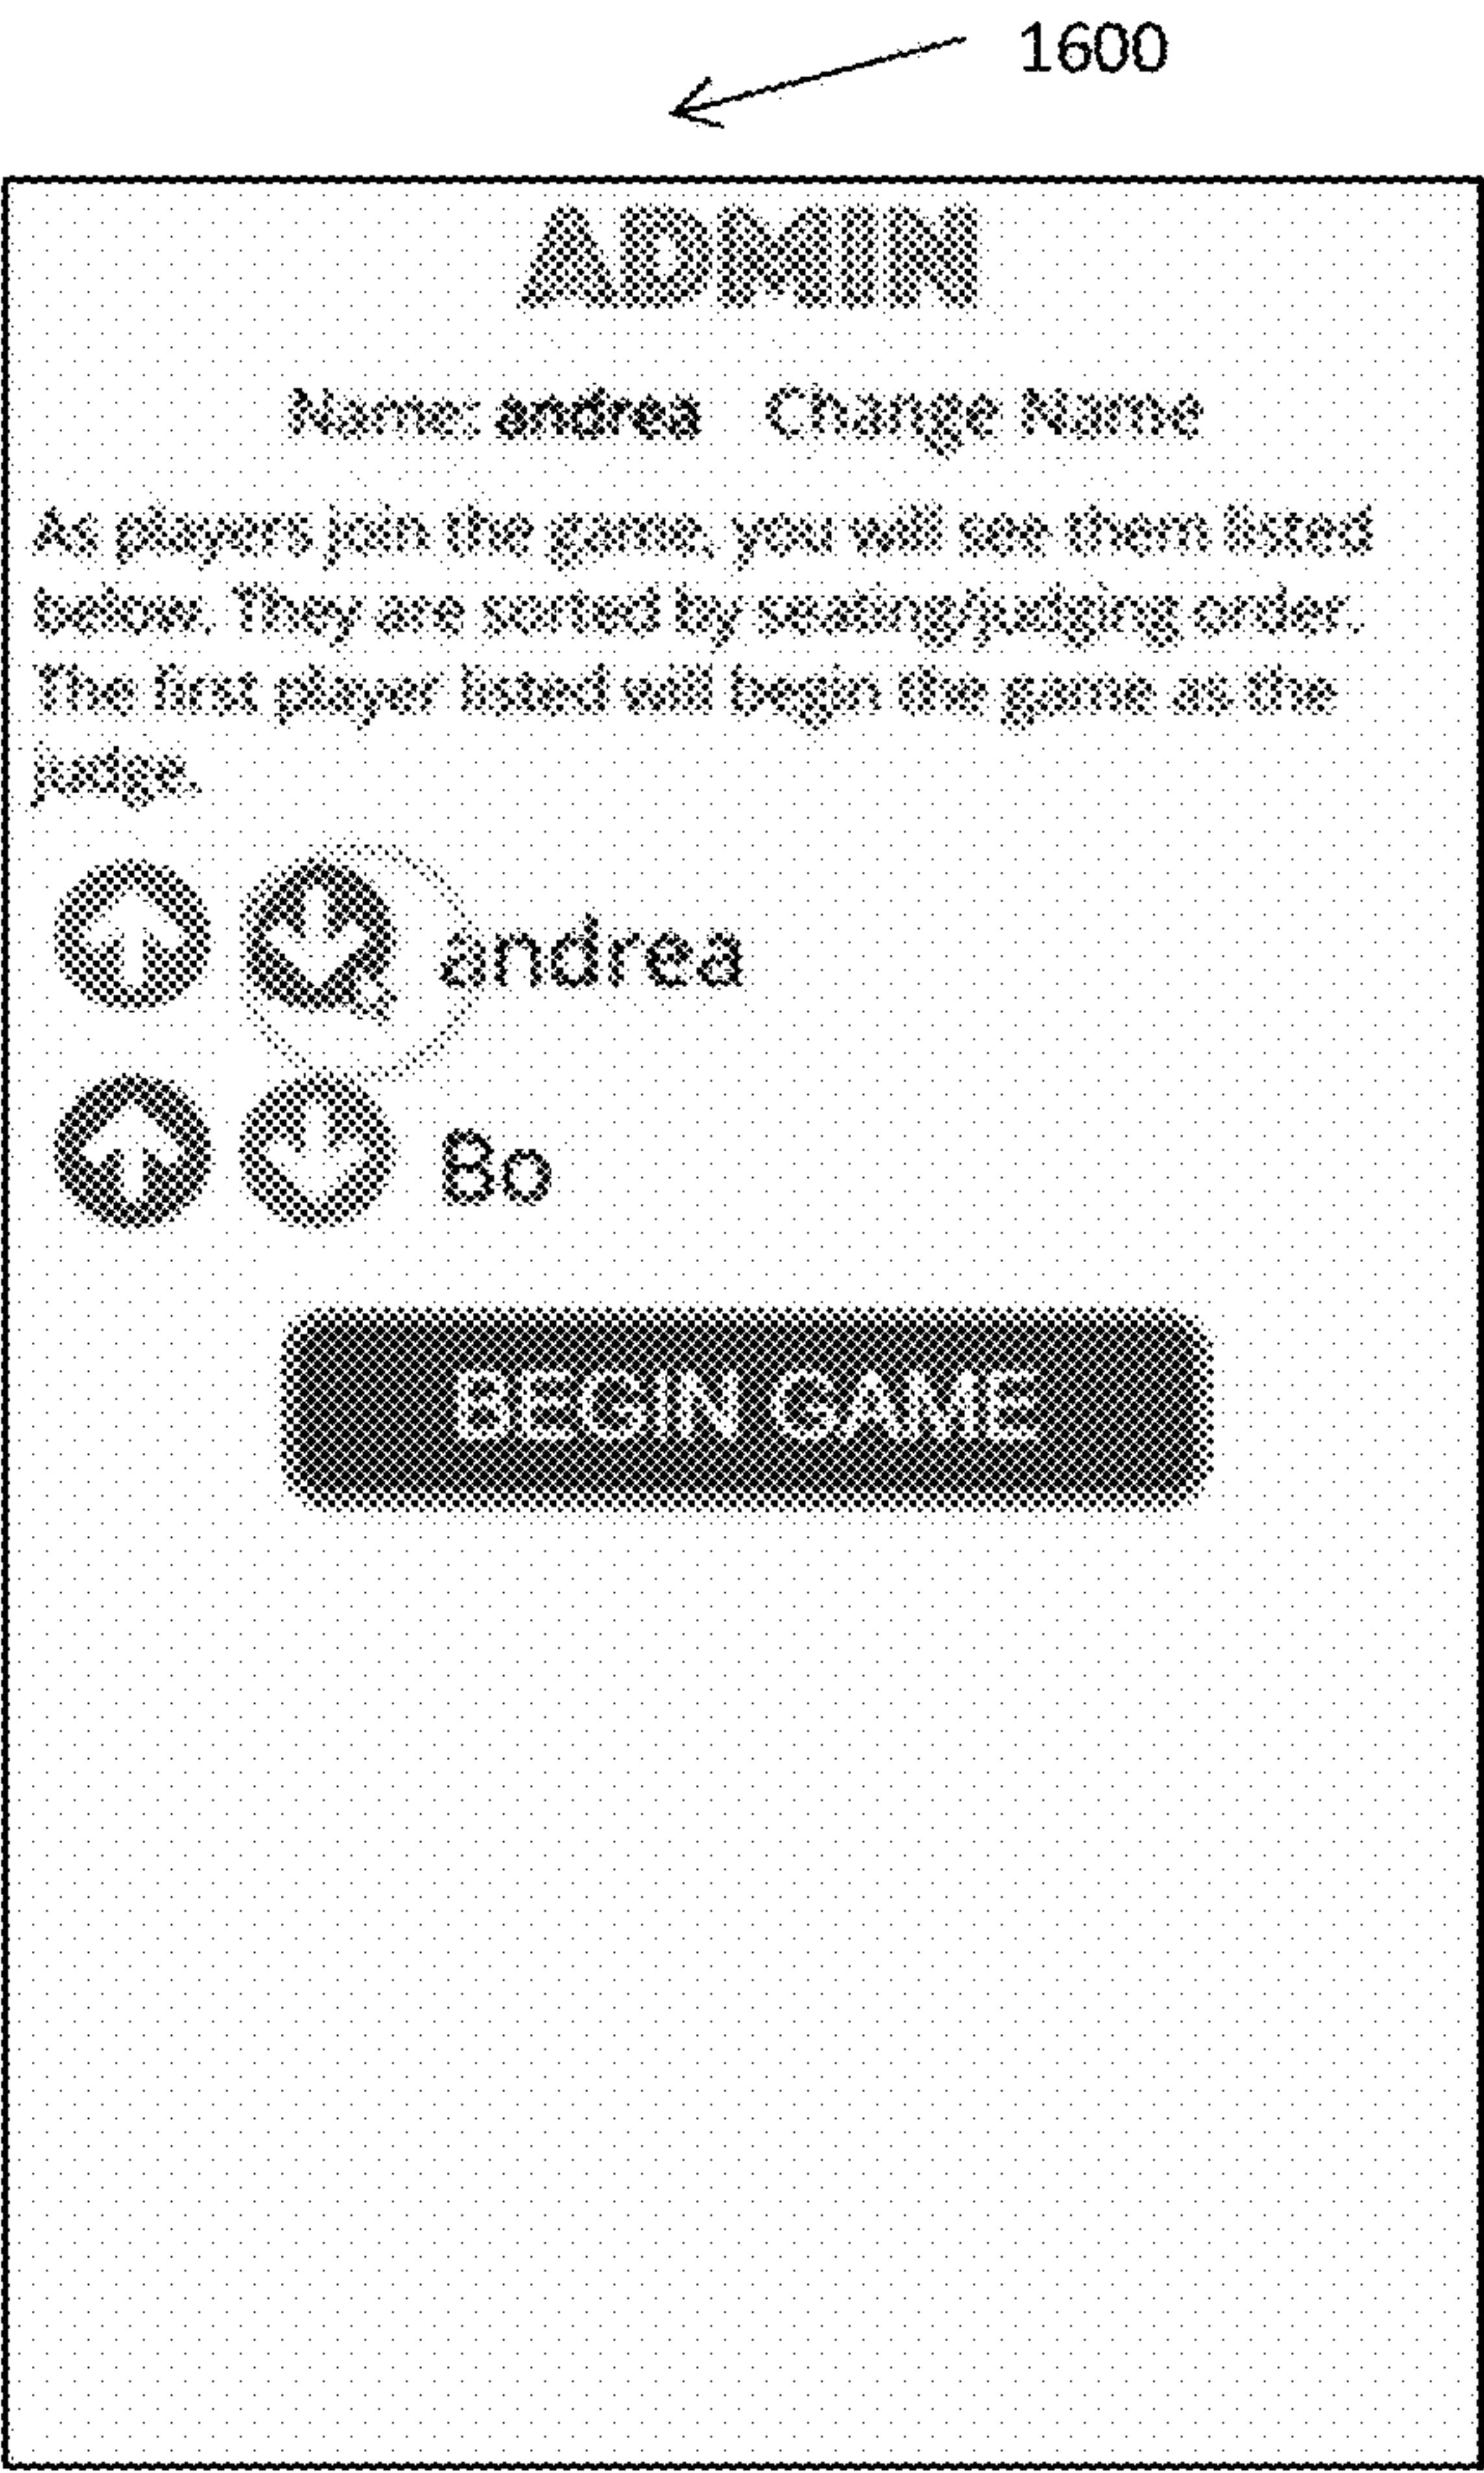 1600
ADMIN
Name: andrea Change Name
As players join the game, you will see them listed
below. They are sorted by seating/judging order.
The first player listed will begin the game as the
judge.
andrea
Bo
BEGIN GAME